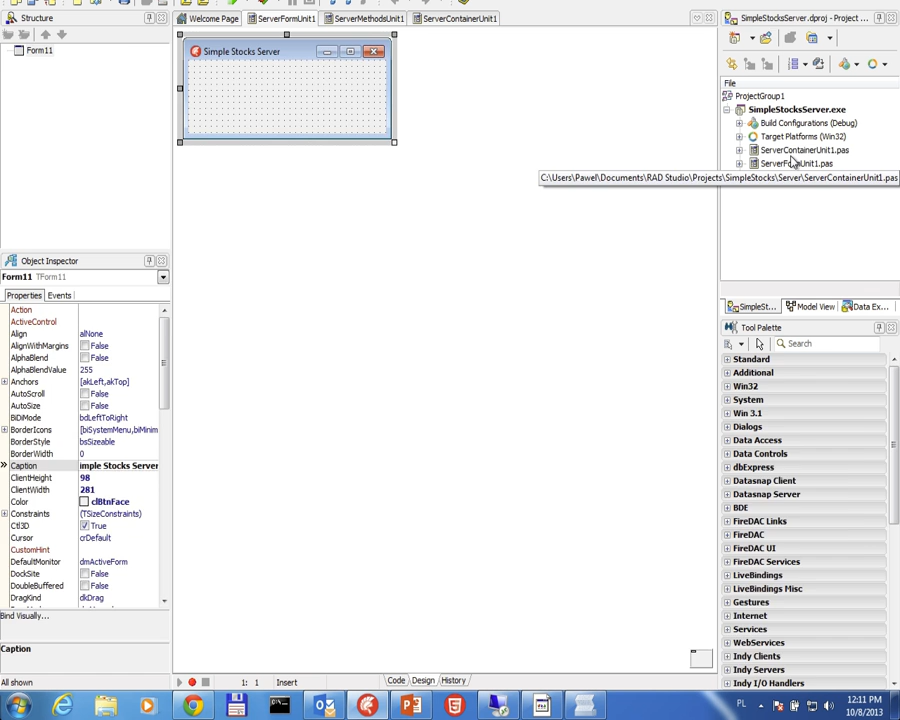 Structure
Welcome Page
ServerFormUnit1
ServerMethodsUnit1
ServerContainerUnit1
SimpleStocksServer.dproj - Project ...
Form11
Simple Stocks Server
File
ProjectGroup1
SimpleStocksServer.exe
Build Configurations (Debug)
Target Platforms (Win32)
ServerContainerUnit1.pas
C:\Users\Pawel\Documents\RAD Studio\Projects\SimpleStocks\Server\ServerContainerUnit1.pas
Object Inspector
Form11 TForm11
Properties Events
Action
ActiveControl
Align alNone
AlignWithMargins False
AlphaBlend False
AlphaBlendValue 255
Anchors [akLeft,akTop]
AutoScroll False
AutoSize False
BiDiMode bdLeftToRight
BorderIcons [biSystemMenu,biMinim
BorderStyle bsSizeable
BorderWidth 0
Caption imple Stocks Server
ClientHeight 98
ClientWidth 281
Color clBtnFace
Constraints (TSizeConstraints)
Ctl3D True
Cursor crDefault
CustomHint
DefaultMonitor dmActiveForm
DockSite False
DoubleBuffered False
DragKind dkDrag
Bind Visually...
Caption
All shown
1: 1 Insert
Code Design History
SimpleSt... Model View Data Ex...
Tool Palette
Search
Standard
Additional
Win32
System
Win 3.1
Dialogs
Data Access
Data Controls
dbExpress
Datasnap Client
Datasnap Server
BDE
FireDAC Links
FireDAC
FireDAC UI
FireDAC Services
LiveBindings
LiveBindings Misc
Gestures
Internet
Services
WebServices
Indy Clients
Indy Servers
Indy I/O Handlers
PL
12:11 PM
10/8/2013